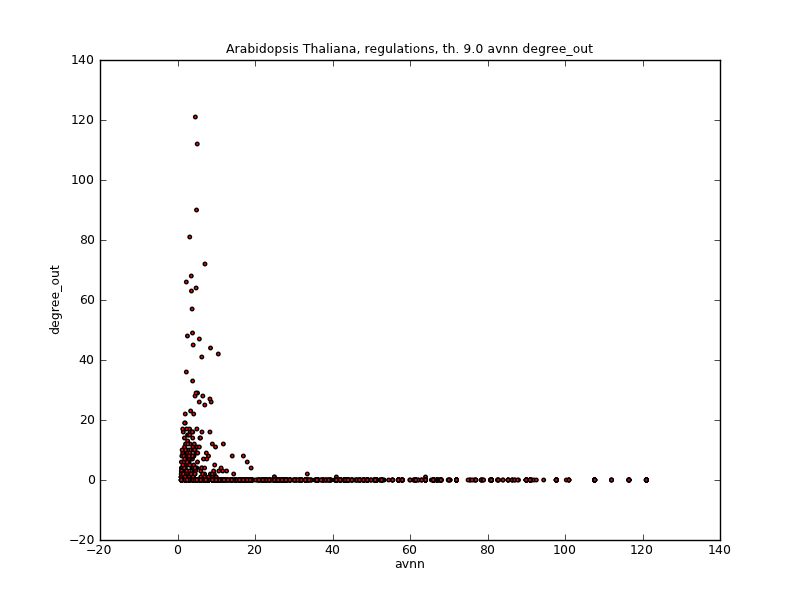 Arabidopsis Thaliana, regulations, th. 9.0 avnn degree_out
140
120
100
80
60
40
20
0
−20
−20 0 20 40 60 80 100 120 140
degree_out
avnn